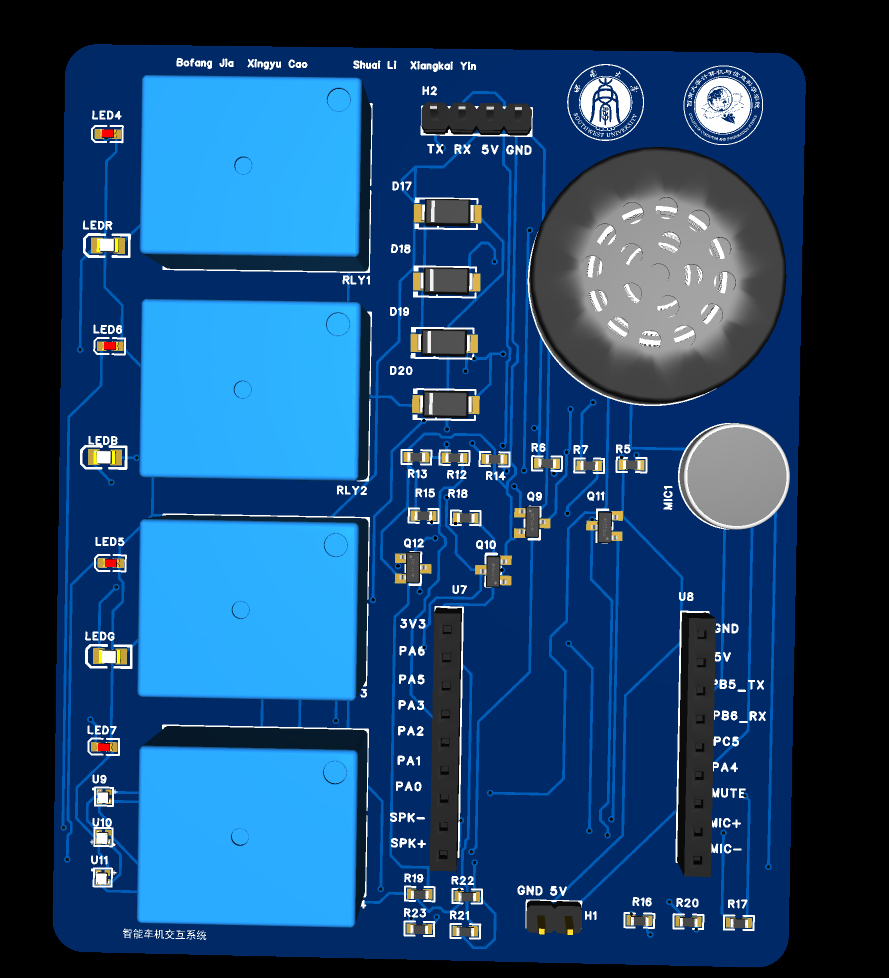 Bofang Jia Xingyu Cao Shuai Li Xiangkai Yin
H2
TX RX 5V GND
SOUTHWEST UNIVERSITY
LED4
D17
LEDR
D18
RLY1
D19
LED6
D20
LEDB
R6 R7 R5
R13 R12 R14
RLY2
MIC1
R15 R18
Q9 Q11
LED5
Q12 Q10
U7
U8
3V3
GND
PA6
5V
LEDG
PA5
PB5_TX
3
PA3
PB6_RX
LED7
PA2
PC5
PA1
PA4
U9
PA0
MUTE
U10
SPK-
MIC+
U11
SPK+
MIC-
R19 R22
GND 5V
4
R23 R21
H1
R16 R20 R17
智能车机交互系统